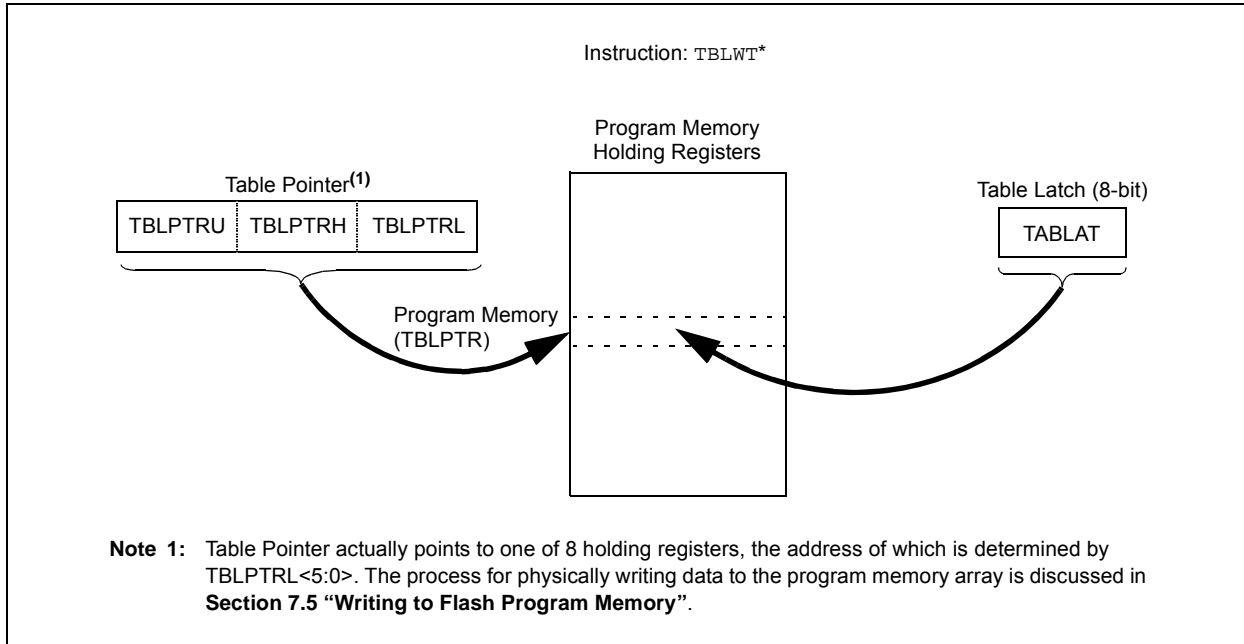 Instruction: TBLWT*
Program Memory
Holding Registers
Table Pointer(1)
Table Latch (8-bit)
TBLPTRU TBLPTRH TBLPTRL
TABLAT
Program Memory
(TBLPTR)
Note 1: Table Pointer actually points to one of 8 holding registers, the address of which is determined by
TBLPTRL<5:0>. The process for physically writing data to the program memory array is discussed in
Section 7.5 “Writing to Flash Program Memory”.